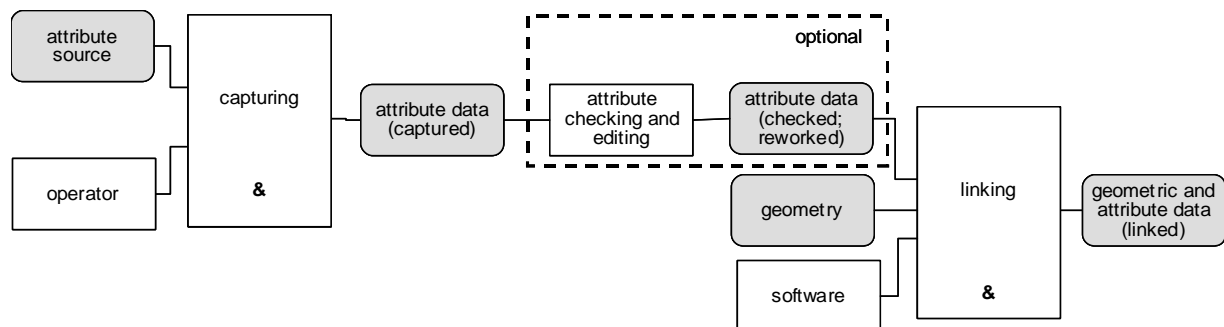 attribute
source
operator
capturing
&
attribute data
(captured)
optional
attribute
checking and
editing
attribute data
(checked;
reworked)
geometry
software
linking
&
geometric and
attribute data
(linked)